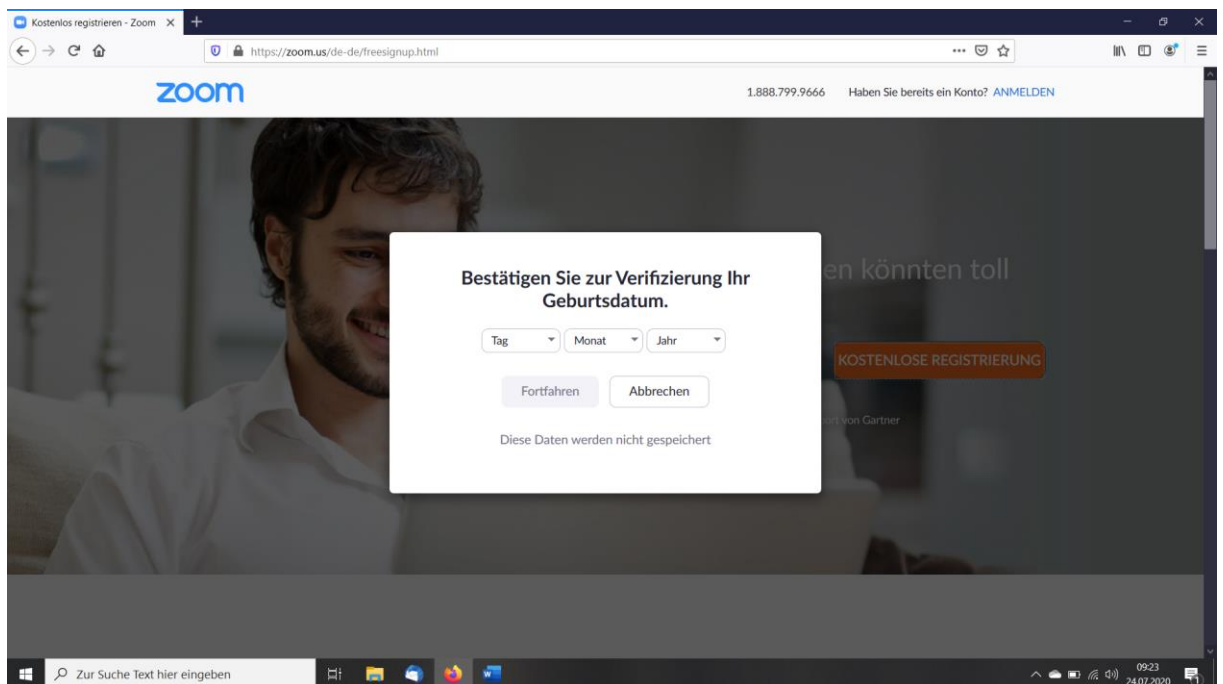 Kostenlos registrieren - Zoom
https://zoom.us/de-de/freesignup.html
zoom
1.888.799.9666 Haben Sie bereits ein Konto? ANMELDEN
en könnten toll
Bestätigen Sie zur Verifizierung Ihr
Geburtsdatum.
Tag Monat Jahr
KOSTENLOSE REGISTRIERUNG
Fortfahren Abbrechen
von Gartner
Diese Daten werden nicht gespeichert
Zur Suche Text hier eingeben
09:23
24.07.2020